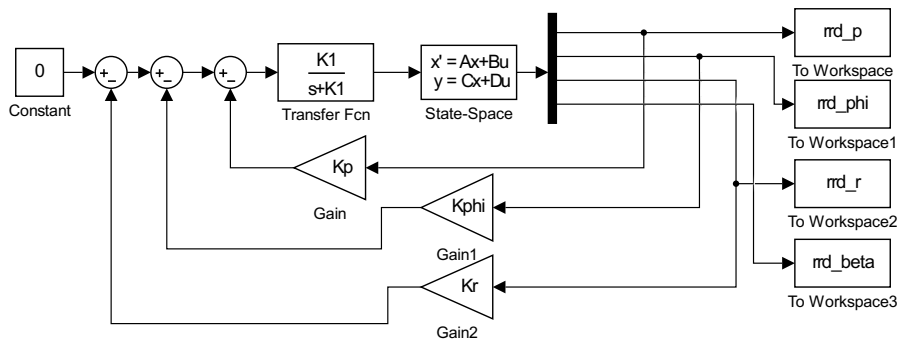 rrd_p
To Workspace
0
Constant
+
−
+
−
+
−
K1
s+K1
Transfer Fcn
x' = Ax+Bu
y = Cx+Du
State-Space
rrd_phi
To Workspace1
Kp
Gain
rrd_r
To Workspace2
Kphi
Gain1
rrd_beta
To Workspace3
Kr
Gain2